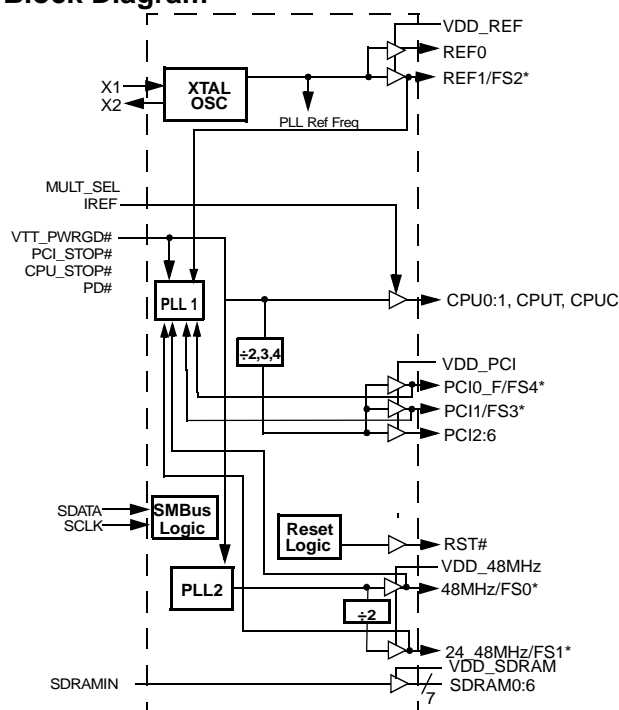 Block Diagram
VDD_REF
REF0
REF1/FS2*
X1
X2
XTAL
OSC
PLL Ref Freq
MULT_SEL
IREF
VTT_PWRGD#
PCI_STOP#
CPU_STOP#
PD#
PLL 1
CPU0:1, CPUT, CPUC
÷2,3,4
VDD_PCI
PCI0_F/FS4*
PCI1/FS3*
PCI2:6
SDATA
SCLK
SMBus
Logic
Reset
Logic
RST#
VDD_48MHz
PLL2
48MHz/FS0*
÷2
24_48MHz/FS1*
VDD_SDRAM
SDRAMIN
SDRAM0:6
7